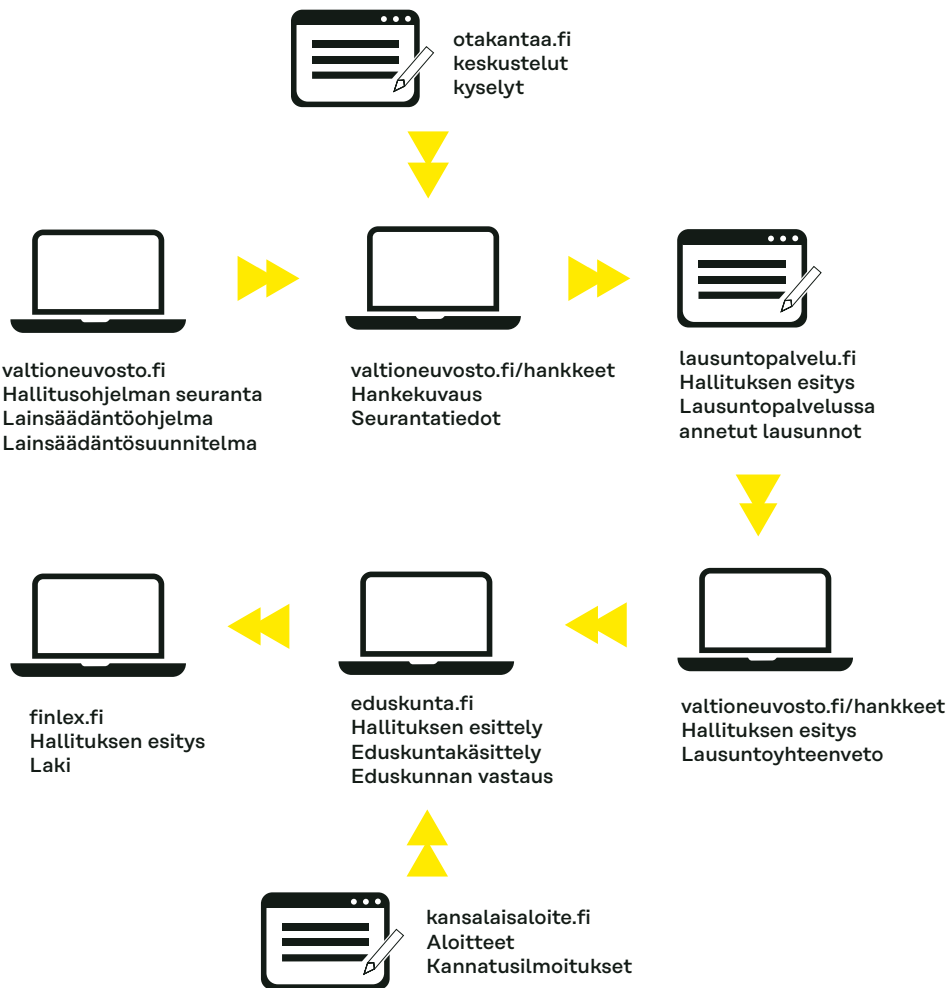 otakantaa.fi
keskustelut
kyselyt
valtioneuvosto.fi
Hallitusohjelman seuranta
Lainsäädäntöohjelma
Lainsäädäntösuunnitelma
valtioneuvosto.fi/hankkeet
Hankekuvaus
Seurantatiedot
lausuntopalvelu.fi
Hallituksen esitys
Lausuntopalvelussa
annetut lausunnot
valtioneuvosto.fi/hankkeet
Hallituksen esitys
Lausuntoyhteenveto
eduskunta.fi
Hallituksen esittely
Eduskuntakäsittely
Eduskunnan vastaus
finlex.fi
Hallituksen esitys
Laki
kansalaisaloite.fi
Aloitteet
Kannatusilmoitukset